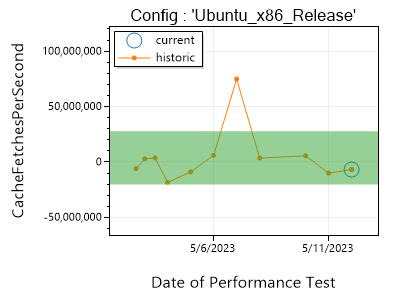 Config : 'Ubuntu_x86_Release'
current
historic
CacheFetchesPerSecond
100,000,000
50,000,000
0
-50,000,000
5/6/2023
5/11/2023
Date of Performance Test